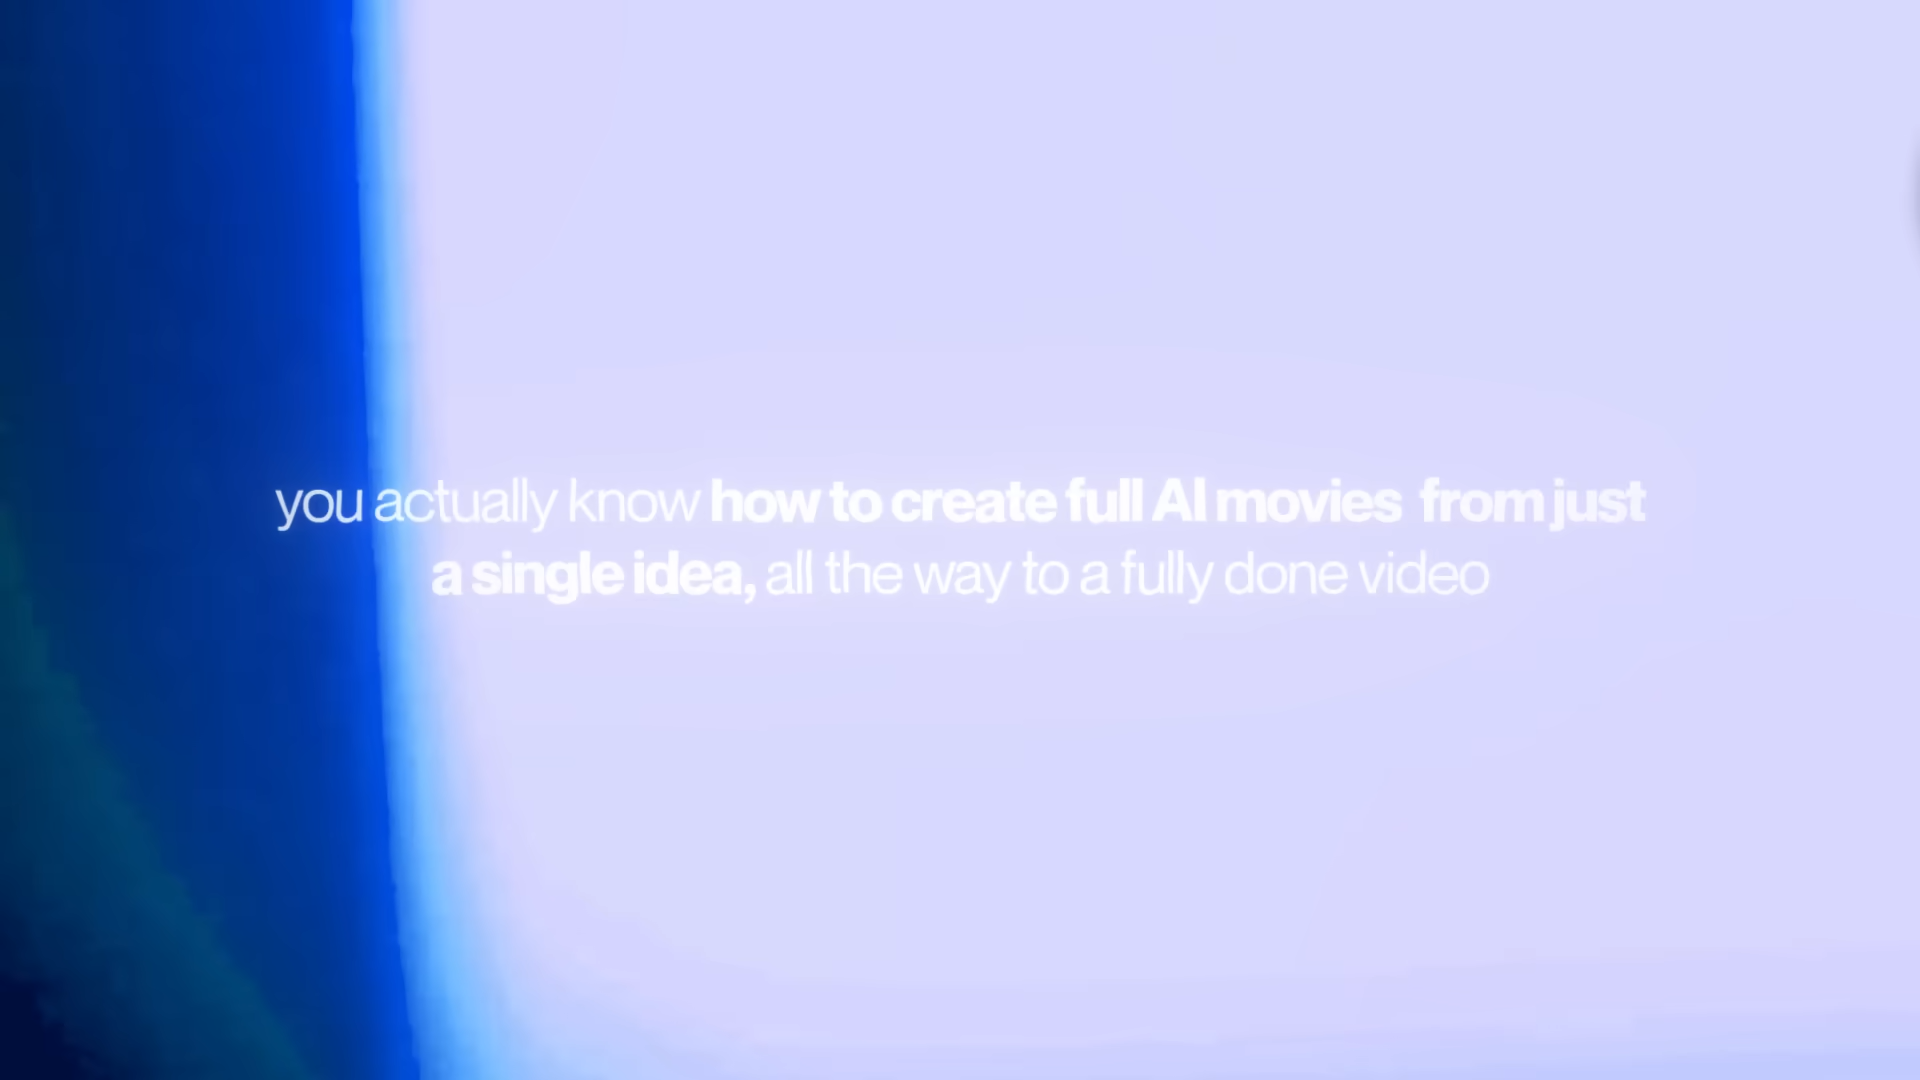 you actually know how to create full AI movies from just
a single idea, all the way to a fully done video